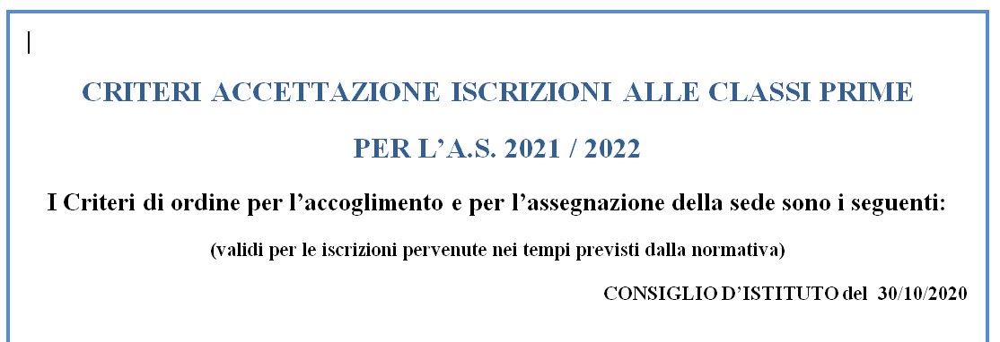 CRITERI ACCETTAZIONE ISCRIZIONI ALLE CLASSI PRIME
PER L’A.S. 2021 / 2022
I Criteri di ordine per l’accoglimento e per l’assegnazione della sede sono i seguenti:
(validi per le iscrizioni pervenute nei tempi previsti dalla normativa)
CONSIGLIO D’ISTITUTO del 30/10/2020